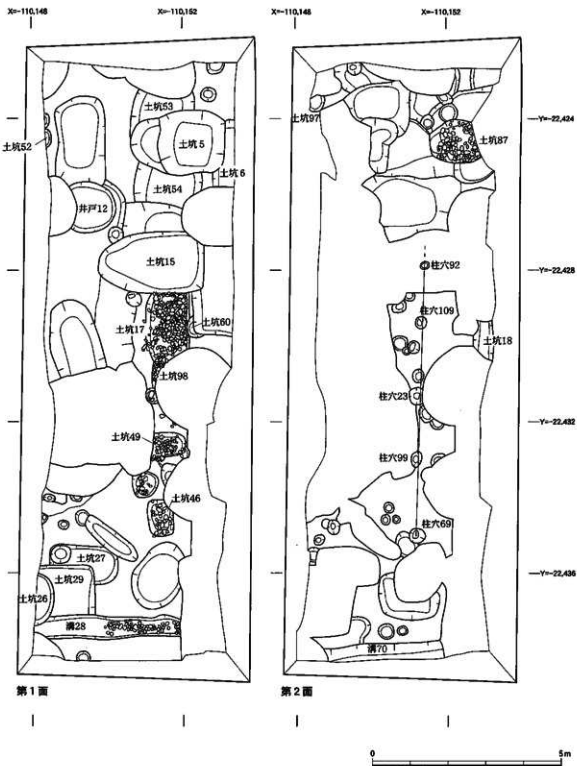 X=-110,148
X=-110,152
X=-110,148
X=-110,152
土坑53
土坑5
土坑52
土坑6
土坑54
井戸12
土坑15
土坑17
土坑60
土坑98
土坑49
土坑46
土坑27
土坑29
土坑26
溝28
第1面
土坑97
土坑87
柱穴92
柱穴109
土坑18
柱穴23
柱穴99
柱穴69
溝70
第2面
Y=-22,424
Y=-22,428
Y=-22,432
Y=-22,436
0
5m